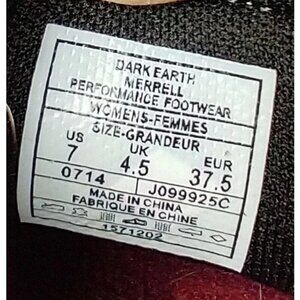 DARK EARTH
MERRELL
PERFORMANCE FOOTWEAR
WOMENS-FEMMES
SIZE-GRANDEUR
US UK EUR
7 4.5 37.5
0714 J099925C
MADE IN CHINA
FABRIQUE EN CHINE
1571202